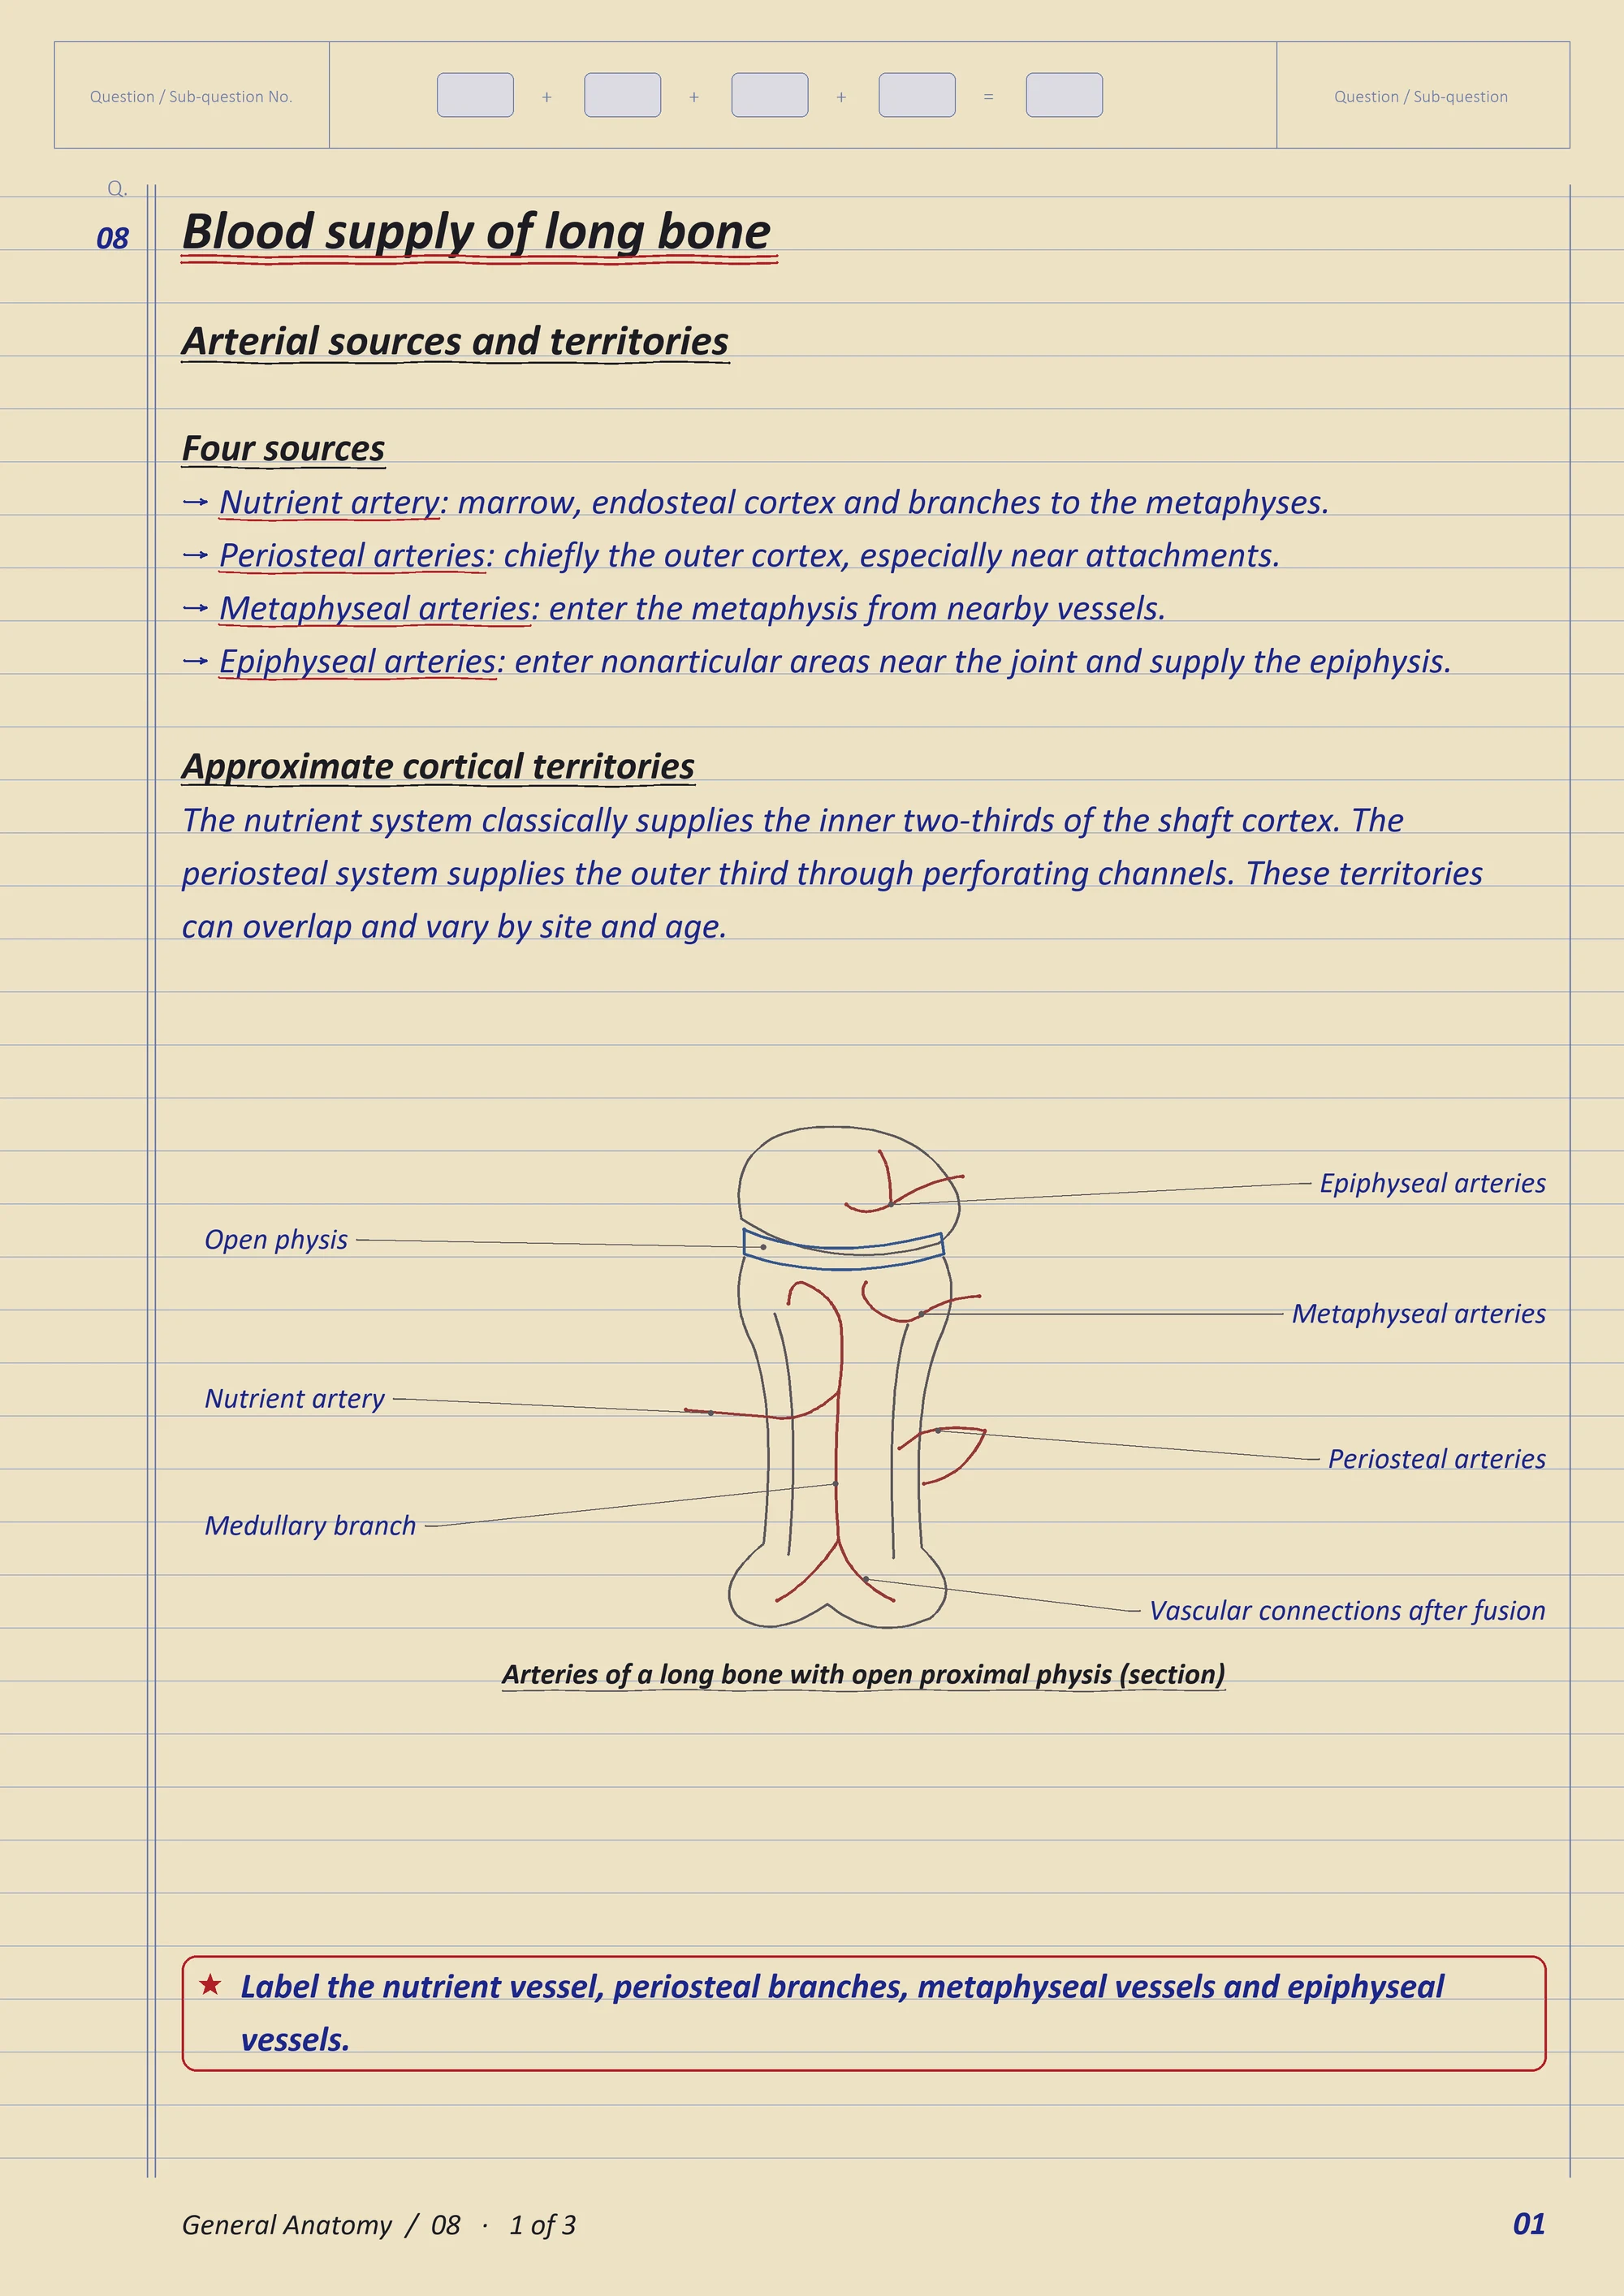 Question / Sub-question No.
+ + + =
Question / Sub-question
Q.
08
Blood supply of long bone
Arterial sources and territories
Four sources
→ Nutrient artery: marrow, endosteal cortex and branches to the metaphyses.
→ Periosteal arteries: chiefly the outer cortex, especially near attachments.
→ Metaphyseal arteries: enter the metaphysis from nearby vessels.
→ Epiphyseal arteries: enter nonarticular areas near the joint and supply the epiphysis.
Approximate cortical territories
The nutrient system classically supplies the inner two-thirds of the shaft cortex. The
periosteal system supplies the outer third through perforating channels. These territories
can overlap and vary by site and age.
Epiphyseal arteries
Open physis
Metaphyseal arteries
Nutrient artery
Periosteal arteries
Medullary branch
Vascular connections after fusion
Arteries of a long bone with open proximal physis (section)
★ Label the nutrient vessel, periosteal branches, metaphyseal vessels and epiphyseal
vessels.
General Anatomy / 08 · 1 of 3
01